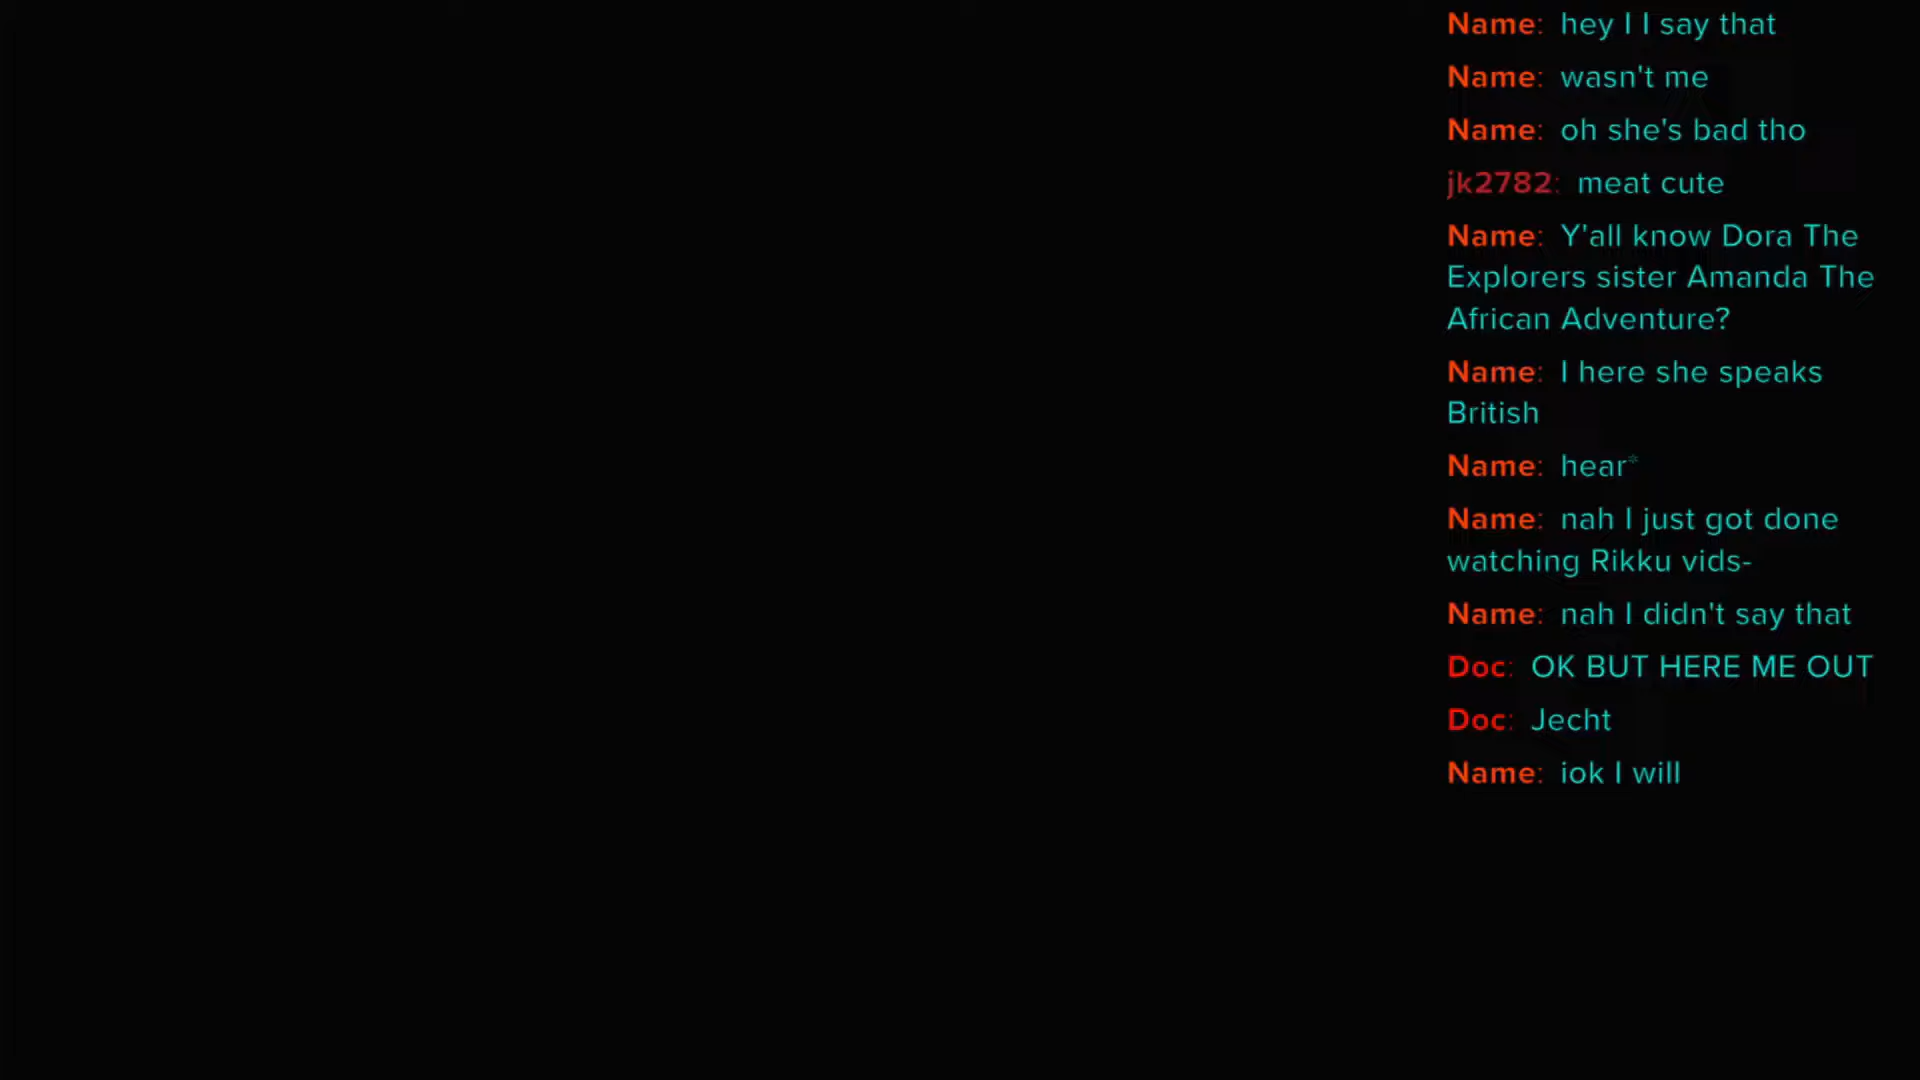 Name: hey I I say that
Name: wasn't me
Name: oh she's bad tho
jk2782: meat cute
Name: Y'all know Dora The
Explorers sister Amanda The
African Adventure?
Name: I here she speaks
British
Name: hear*
Name: nah I just got done
watching Rikku vids-
Name: nah I didn't say that
Doc: OK BUT HERE ME OUT
Doc: Jecht
Name: iok I will